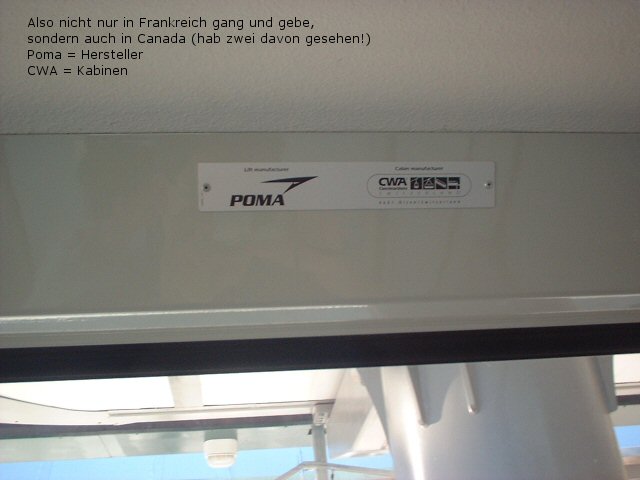 Also nicht nur in Frankreich gang und gebe,
sondern auch in Canada (hab zwei davon gesehen!)
Poma = Hersteller
CWA = Kabinen
Lift manufacturer
POMA
Cabin manufacturer
CWA
SWITZERLAND